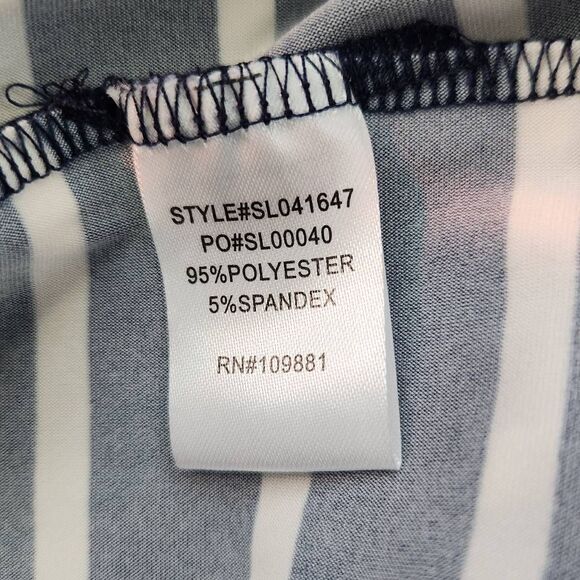 STYLE#SL041647
PO#SL00040
95%POLYESTER
5%SPANDEX
RN#109881